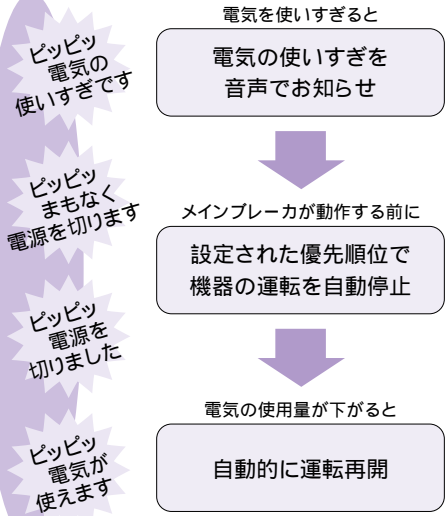 電気を使いすぎると
ピッピッ
電気の
使いすぎです
電気の使いすぎを
音声でお知らせ
ピッピッ
まもなく
電源を切ります
メインブレーカが動作する前に
設定された優先順位で
機器の運転を自動停止
ピッピッ
電源を
切りました
電気の使用量が下がると
ピッピッ
電気が
使えます
自動的に運転再開